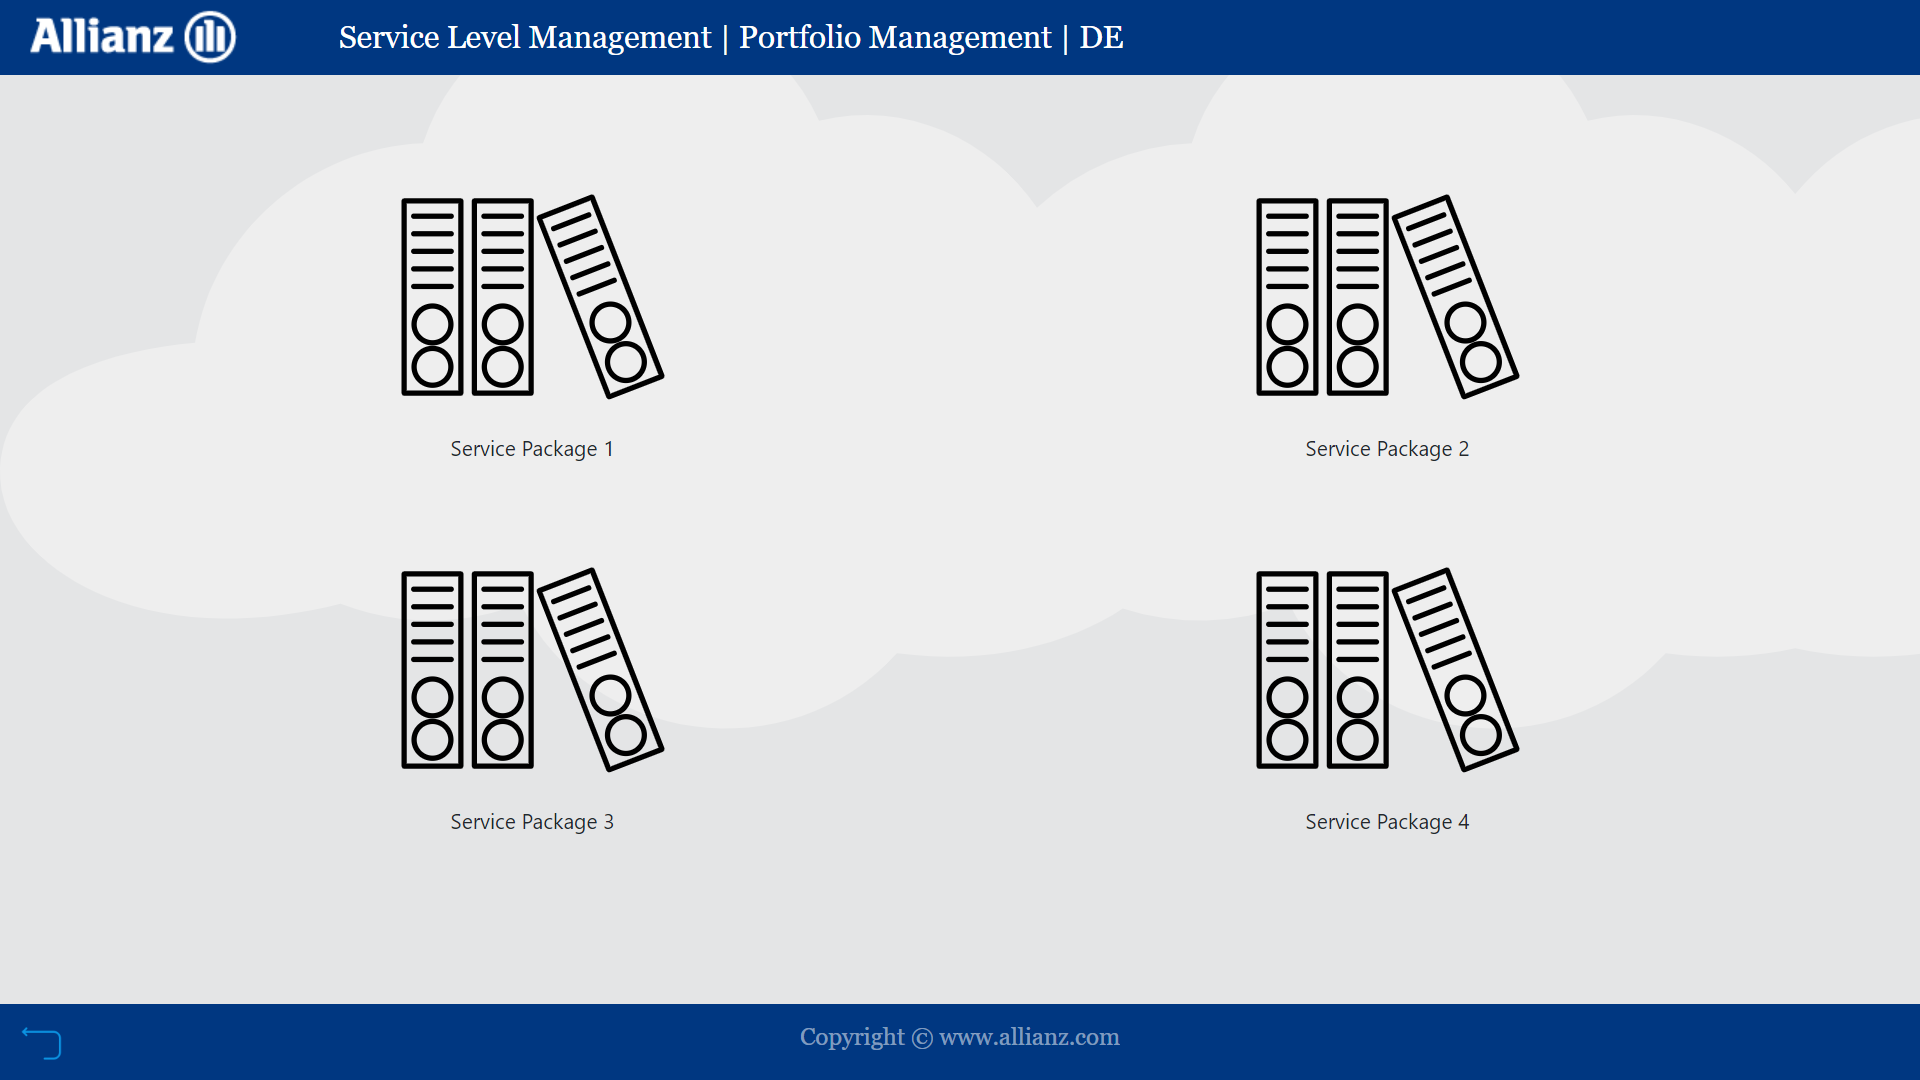 Allianz
Service Level Management | Portfolio Management | DE
Service Package 1
Service Package 2
Service Package 3
Service Package 4
Copyright © www.allianz.com